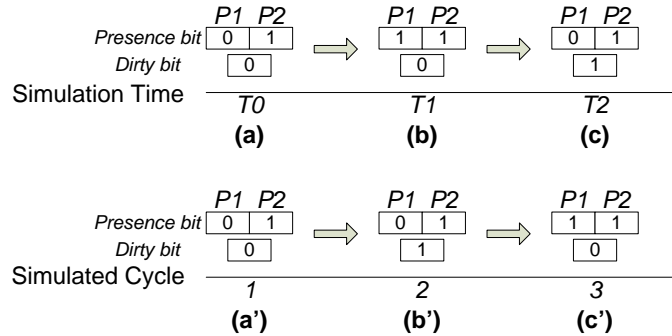 P1 P2 P1 P2 P1 P2
Presence bit 0 1 1 1 0 1
Dirty bit 0 0 1
Simulation Time
T0 T1 T2
(a) (b) (c)
P1 P2 P1 P2 P1 P2
Presence bit 0 1 0 1 1 1
Dirty bit 0 1 0
Simulated Cycle
1 2 3
(a') (b') (c')